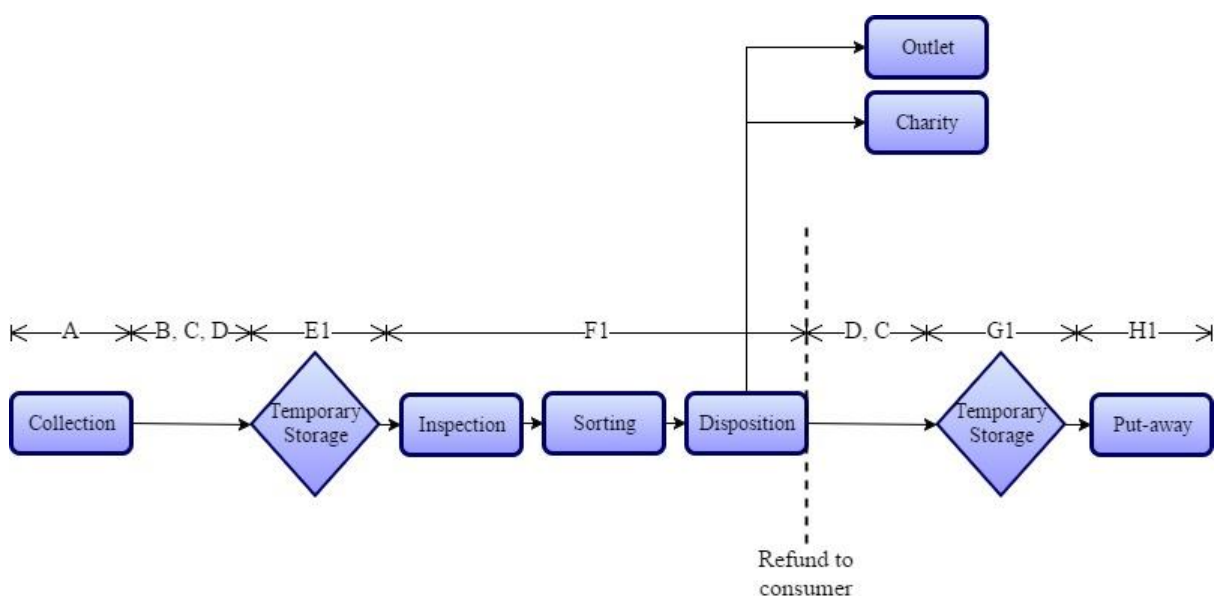 Outlet
Charity
A
B, C, D
E1
F1
D, C
G1
H1
Collection
Temporary
Storage
Inspection
Sorting
Disposition
Temporary
Storage
Put-away
Refund to
consumer